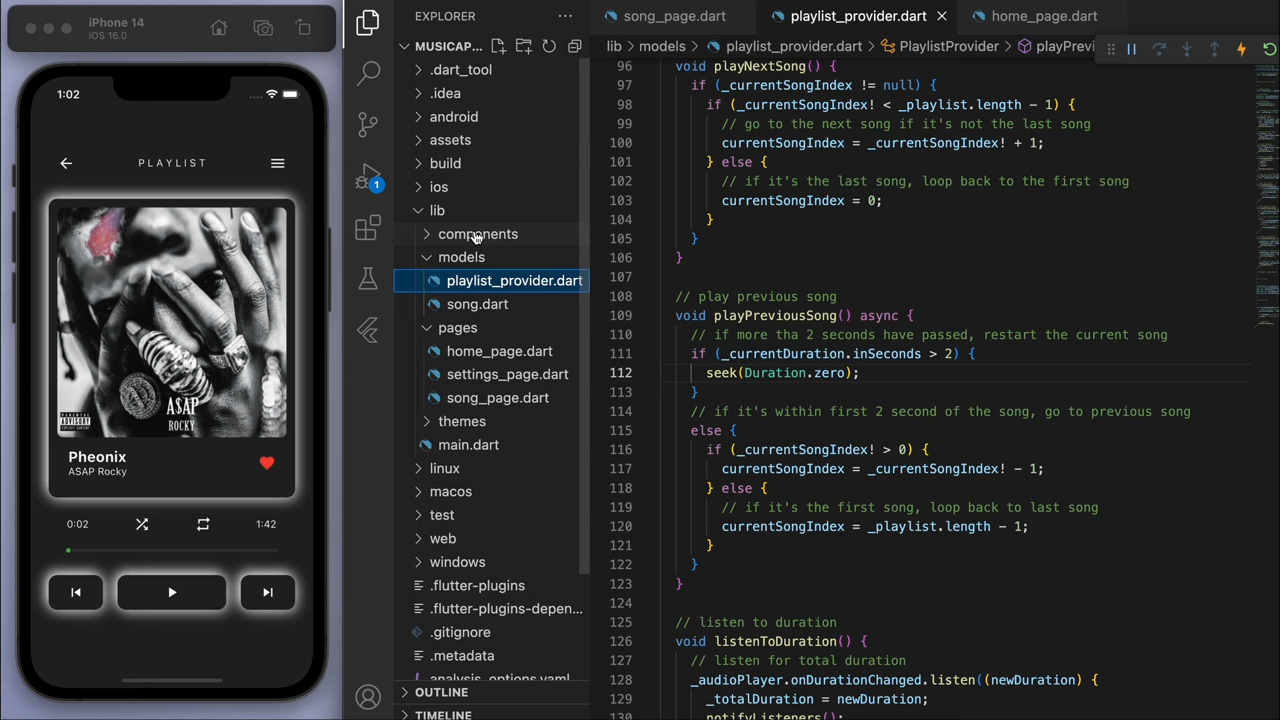 iPhone 14
iOS 16.0
1:02
PLAYLIST
PARENTAL
ADVISORY
A$AP
ROCKY
Pheonix
ASAP Rocky
0:02
1:42
1
EXPLORER
MUSICAP...
.dart_tool
.idea
android
assets
build
ios
lib
components
models
playlist_provider.dart
song.dart
pages
home_page.dart
settings_page.dart
song_page.dart
themes
main.dart
linux
macos
test
web
windows
.flutter-plugins
.flutter-plugins-depen...
.gitignore
.metadata
analysis_options.yaml
OUTLINE
TIMELINE
song_page.dart
playlist_provider.dart
home_page.dart
lib > models > playlist_provider.dart > PlaylistProvider > playPrevi
96 void playNextSong() {
97 if (_currentSongIndex != null) {
98 if (_currentSongIndex! < _playlist.length - 1) {
99 // go to the next song if it's not the last song
100 currentSongIndex = _currentSongIndex! + 1;
101 } else {
102 // if it's the last song, loop back to the first song
103 currentSongIndex = 0;
104 }
105 }
106 }
107
108 // play previous song
109 void playPreviousSong() async {
110 // if more tha 2 seconds have passed, restart the current song
111 if (_currentDuration.inSeconds > 2) {
112 seek(Duration.zero);
113 }
114 // if it's within first 2 second of the song, go to previous song
115 else {
116 if (_currentSongIndex! > 0) {
117 currentSongIndex = _currentSongIndex! - 1;
118 } else {
119 // if it's the first song, loop back to last song
120 currentSongIndex = _playlist.length - 1;
121 }
122 }
123 }
124
125 // listen to duration
126 void listenToDuration() {
127 // listen for total duration
128 _audioPlayer.onDurationChanged.listen((newDuration) {
129 _totalDuration = newDuration;
130 notifyListeners();